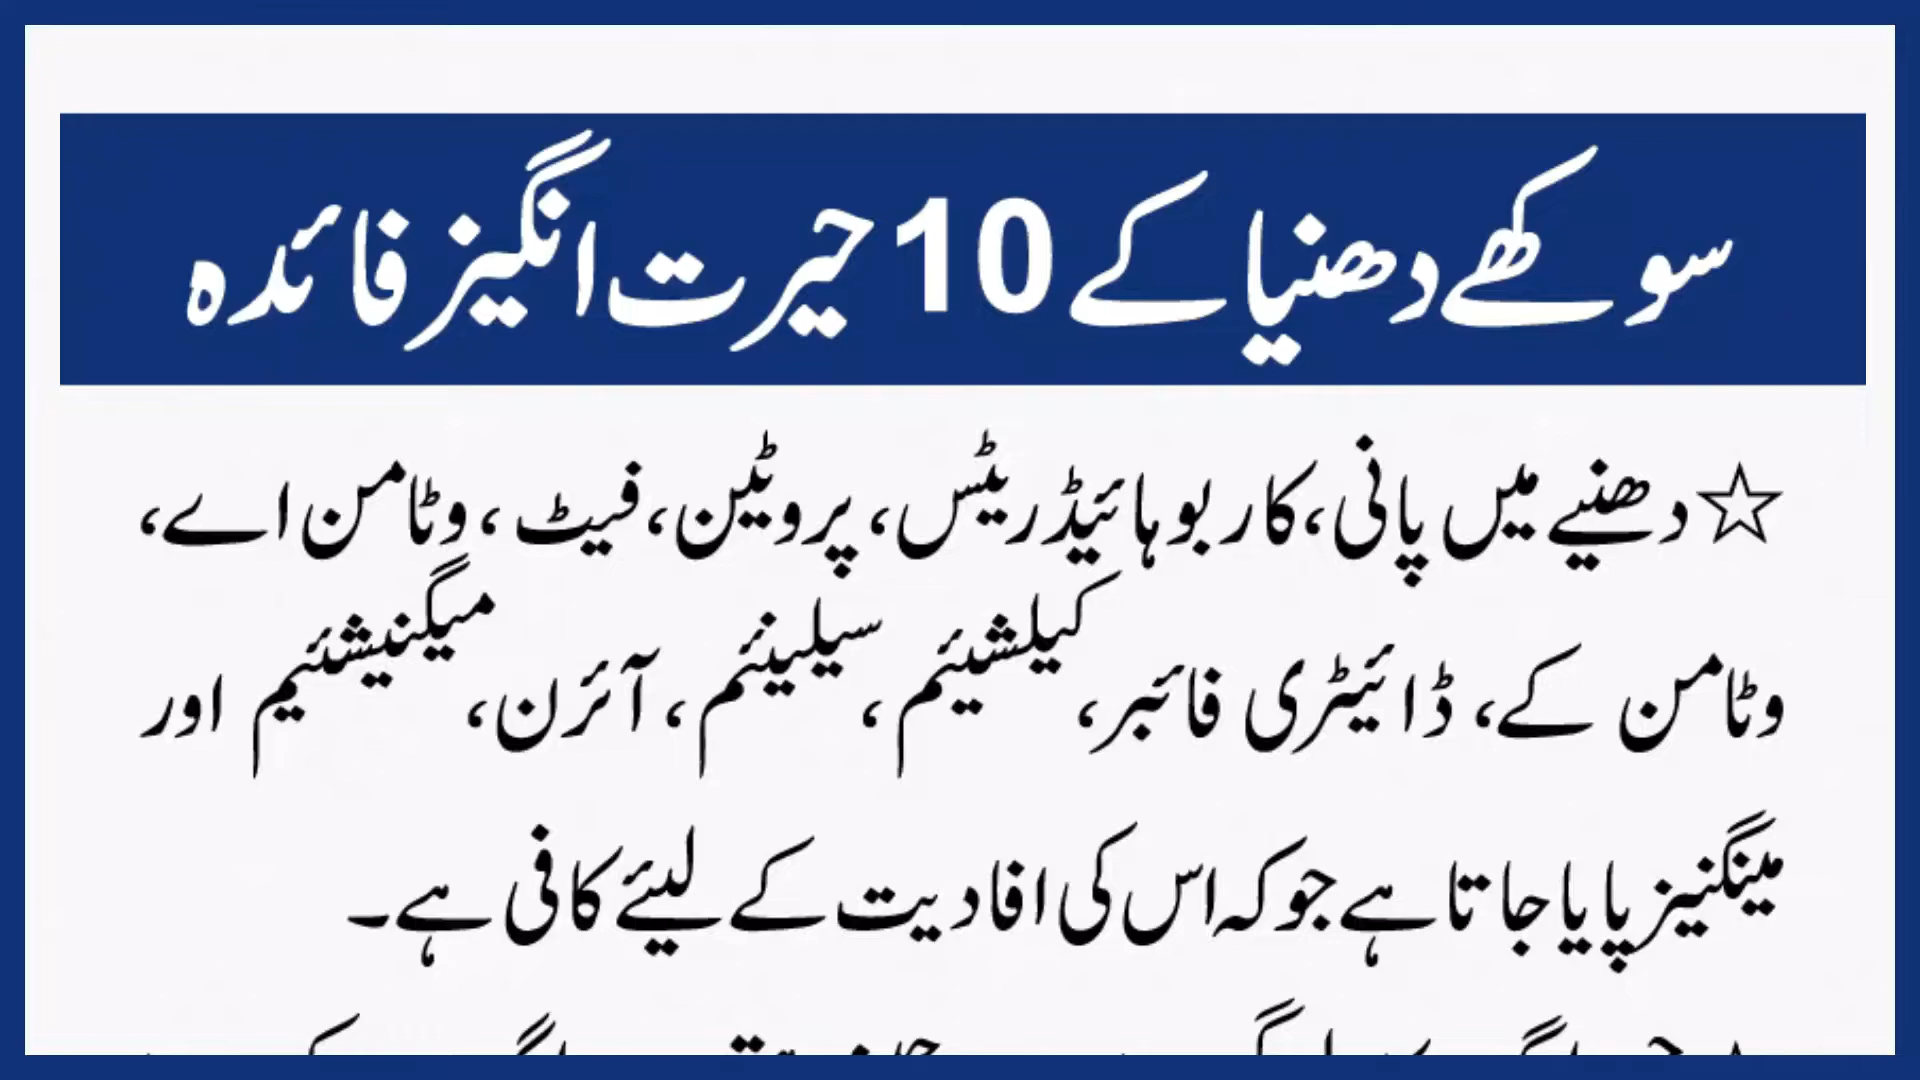 سوکھے دھنیا کے 10 حیرت انگیز فائدہ
☆ دھنیے میں پانی، کاربوہائیڈریٹس، پروٹین، فیٹ، وٹامن اے،
وٹامن کے، ڈائیٹری فائبر، کیلشیئم، سیلینئم، آئرن، میگنیشئیم اور
مینگنیز پایا جاتا ہے جو کہ اس کی افادیت کے لیئے کافی ہے۔